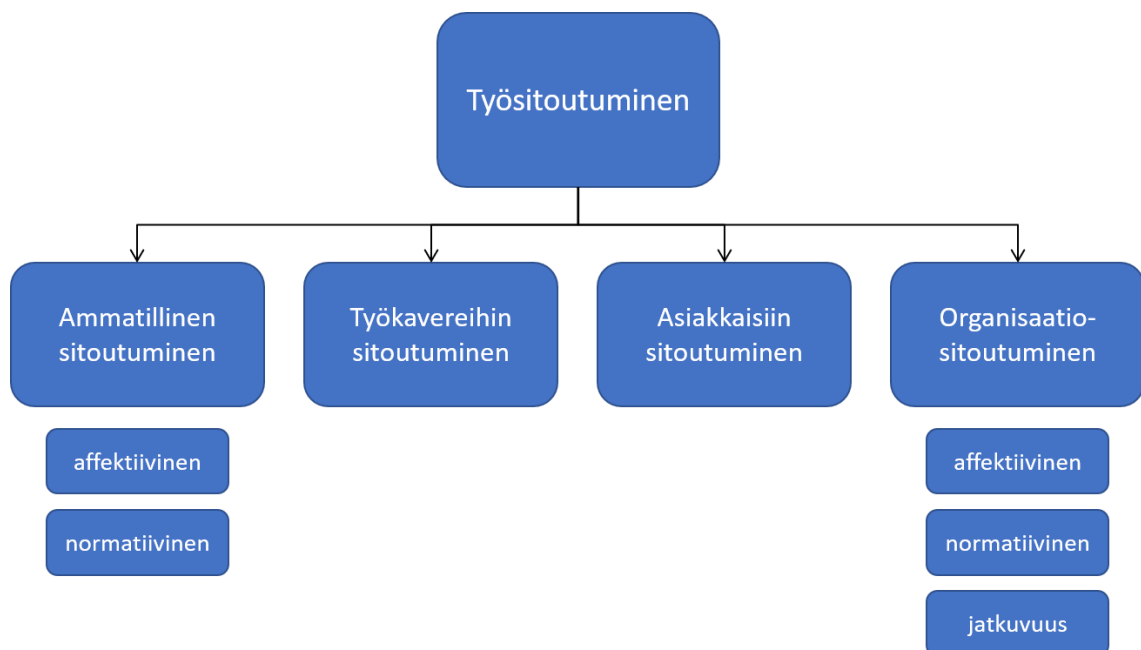 Työsitoutuminen
Ammatillinen
sitoutuminen
Työkavereihin
sitoutuminen
Asiakkaisiin
sitoutuminen
Organisaatio-
sitoutuminen
affektiivinen
normatiivinen
affektiivinen
normatiivinen
jatkuvuus